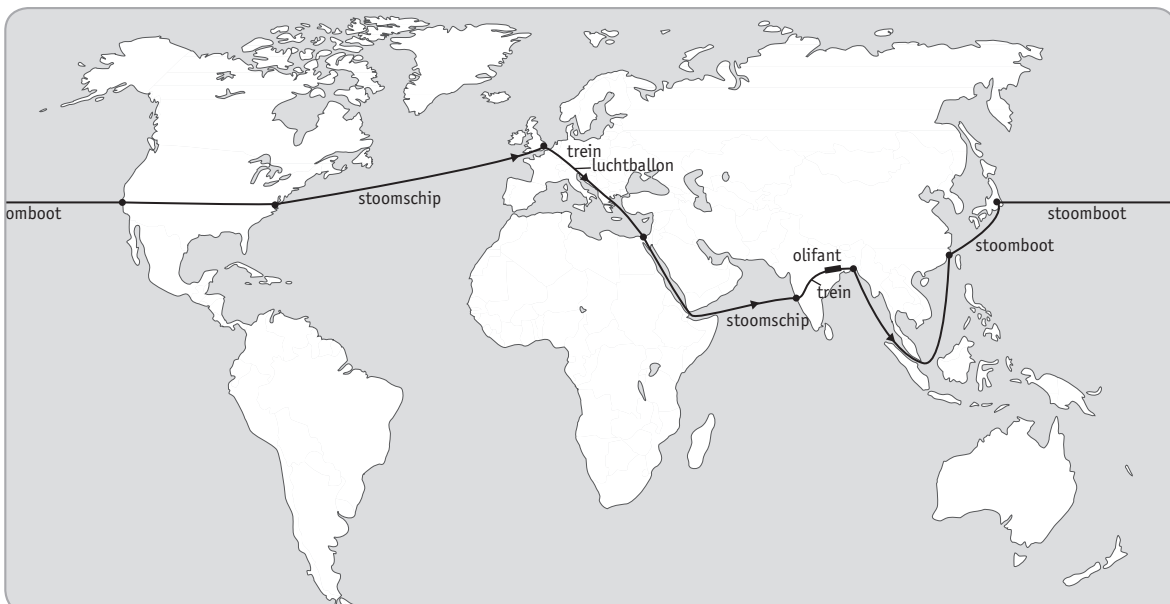 trein
luchtballon
stoomschip
omboot
stoomboot
stoomboot
olifant
trein
stoomschip